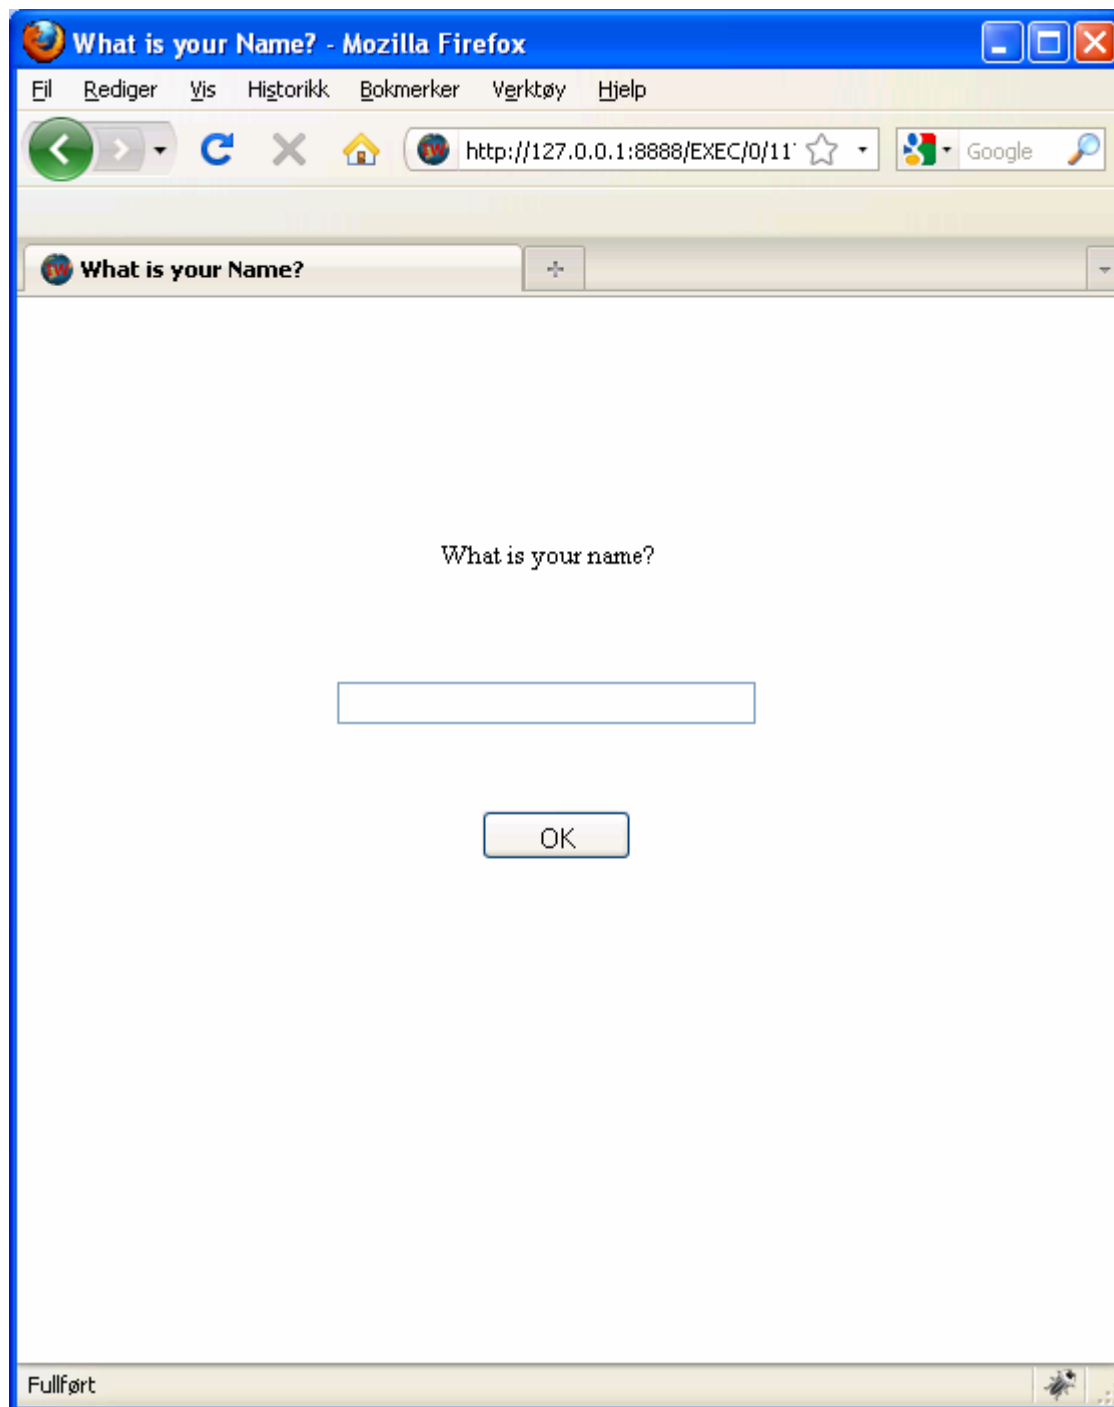 What is your Name? - Mozilla Firefox
Fil Rediger Vis Historikk Bokmerker Verktøy Hjelp
http://127.0.0.1:8888/EXEC/0/11 Google
What is your Name?
What is your name?
OK
Fullført